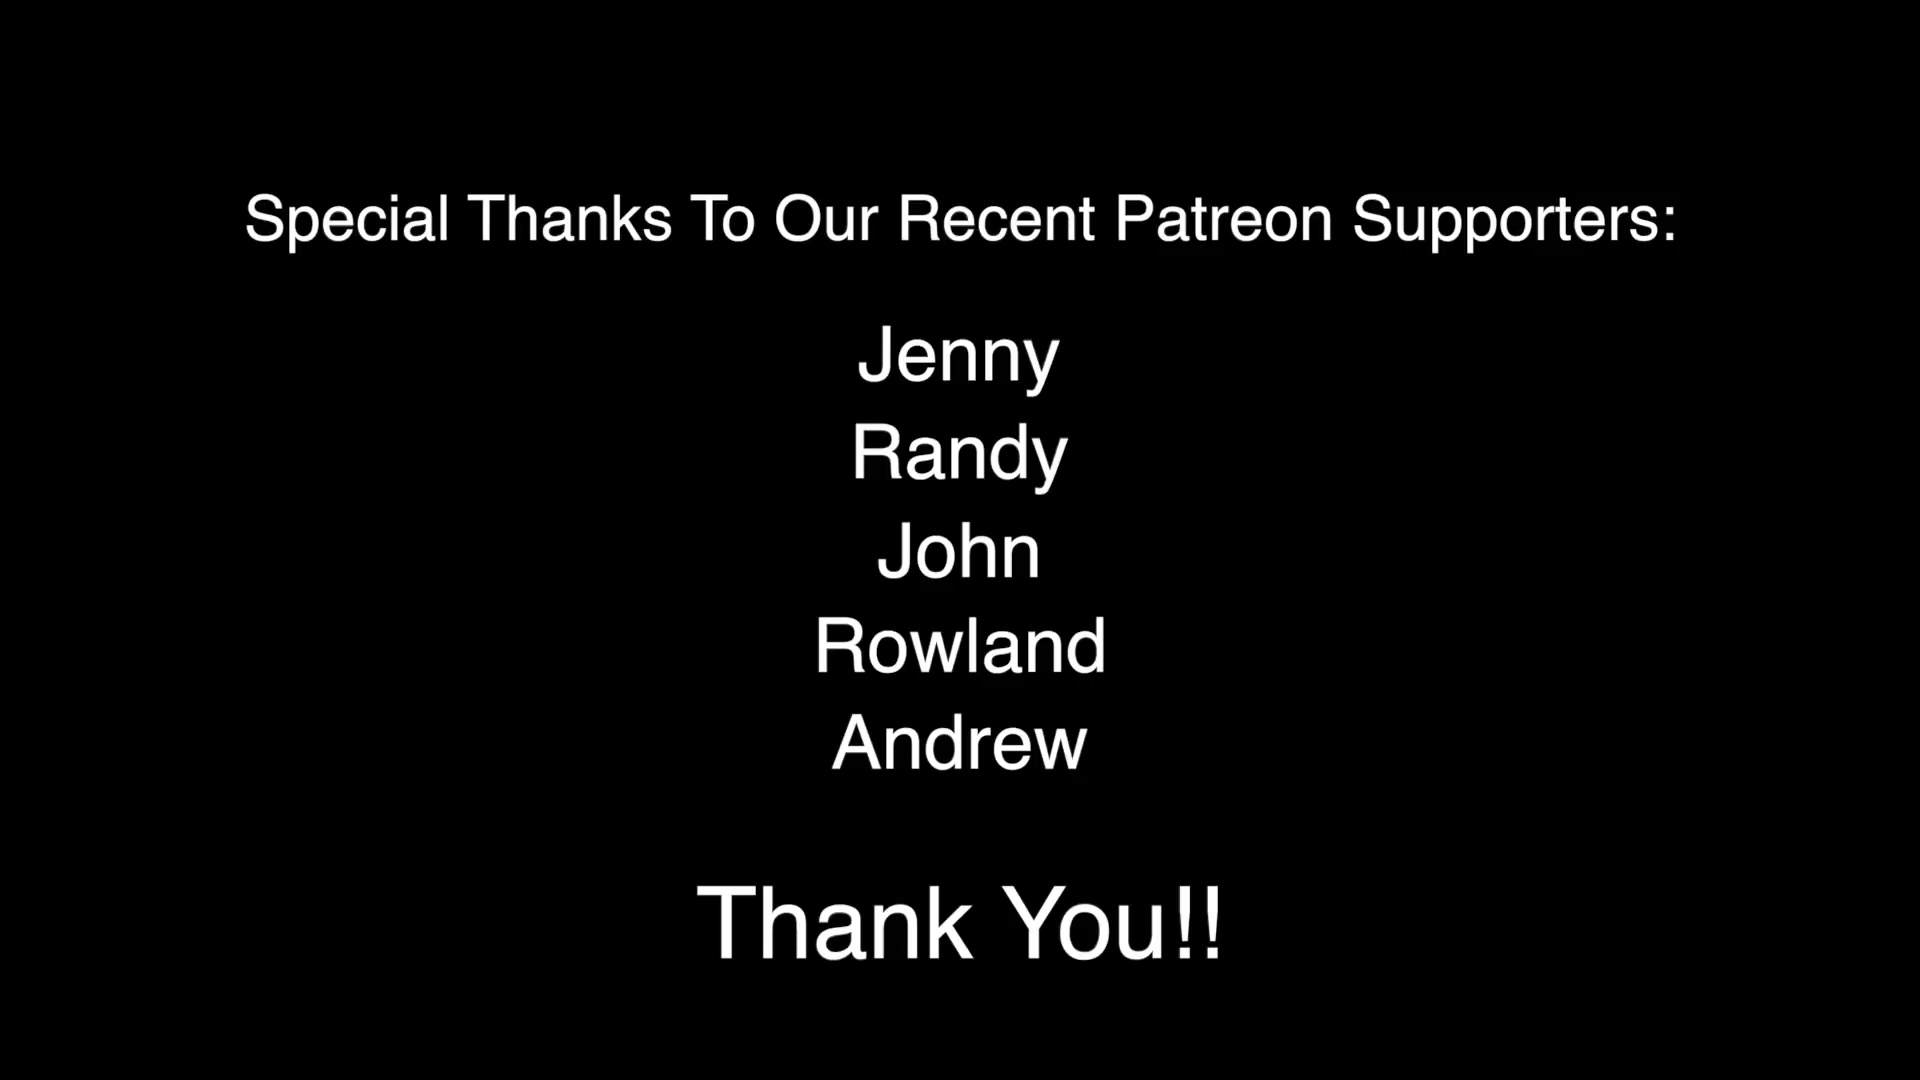 Special Thanks To Our Recent Patreon Supporters:
Jenny
Randy
John
Rowland
Andrew
Thank You!!